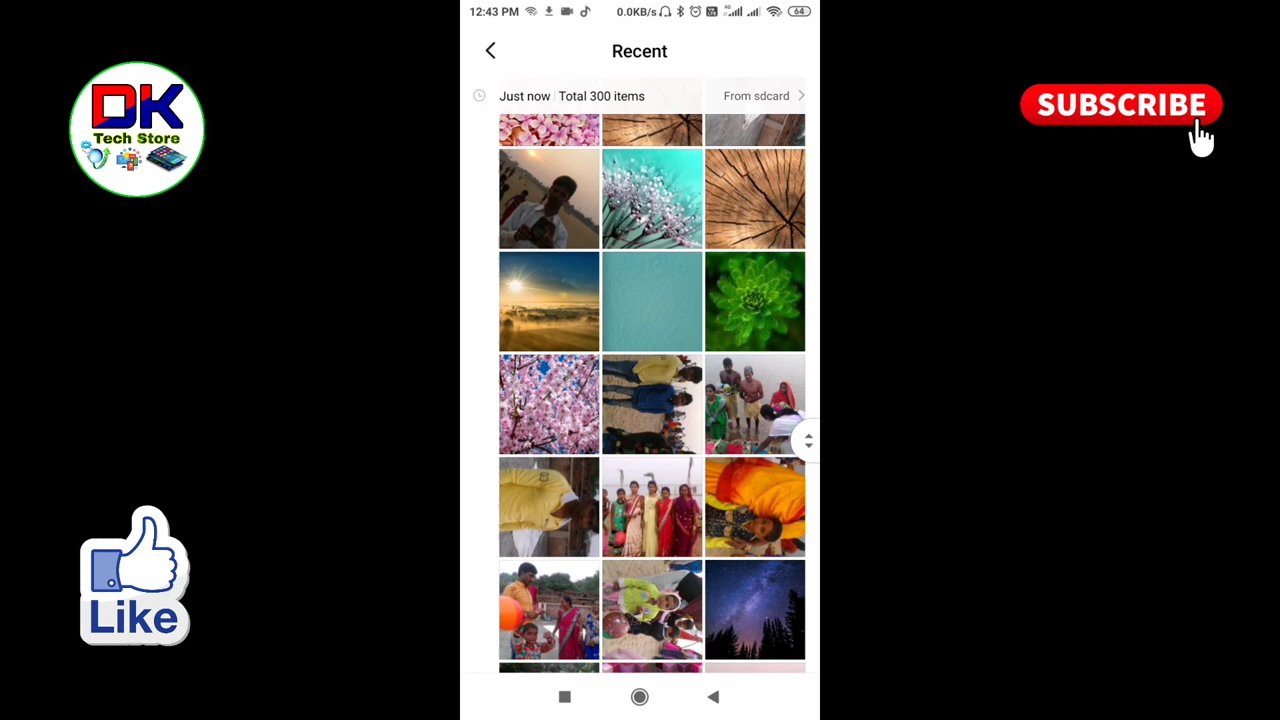 12:43 PM 0.0KB/s 4G 64
Recent
Just now Total 300 items From sdcard
DK
Tech Store
SUBSCRIBE
Like